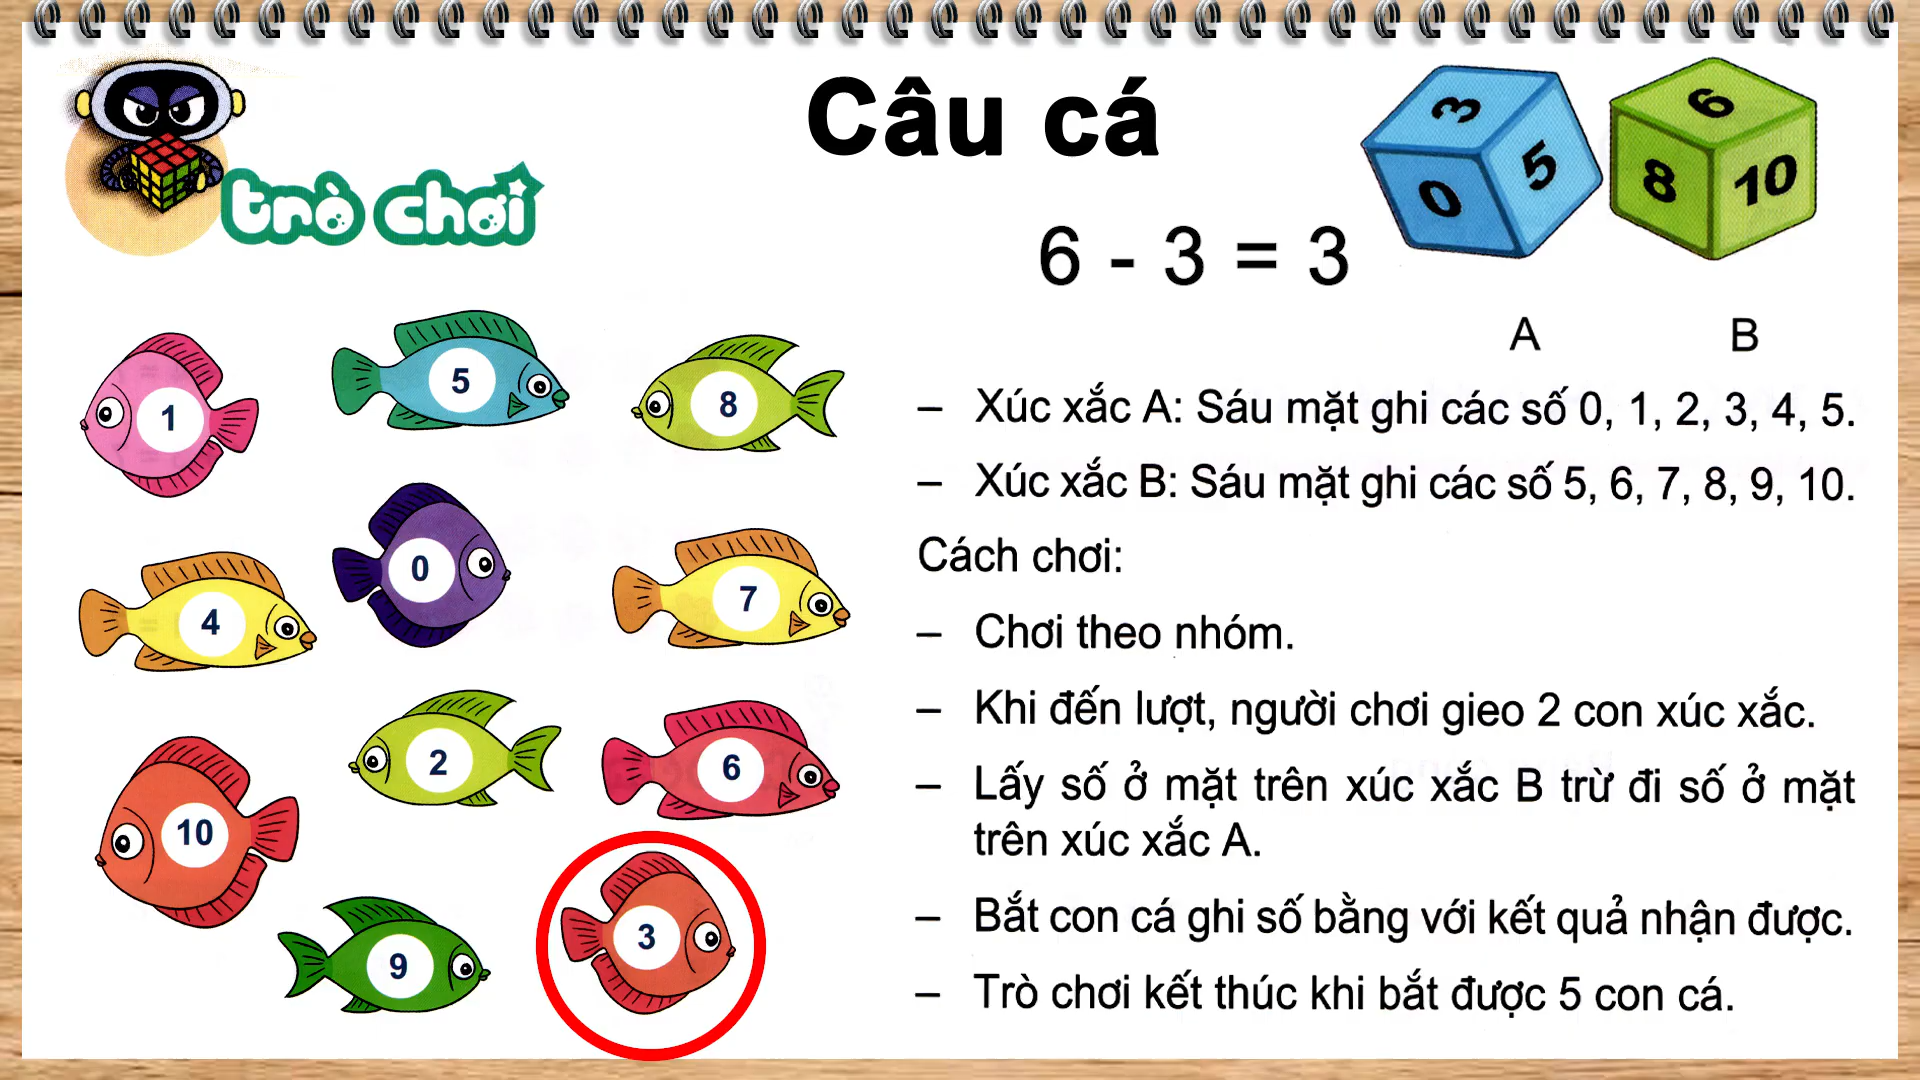 Câu cá
trò chơi
3
0
5
6
8
10
6 - 3 = 3
A
B
1
5
8
4
0
7
2
6
10
9
3
– Xúc xắc A: Sáu mặt ghi các số 0, 1, 2, 3, 4, 5.
– Xúc xắc B: Sáu mặt ghi các số 5, 6, 7, 8, 9, 10.
Cách chơi:
– Chơi theo nhóm.
– Khi đến lượt, người chơi gieo 2 con xúc xắc.
– Lấy số ở mặt trên xúc xắc B trừ đi số ở mặt
trên xúc xắc A.
– Bắt con cá ghi số bằng với kết quả nhận được.
– Trò chơi kết thúc khi bắt được 5 con cá.